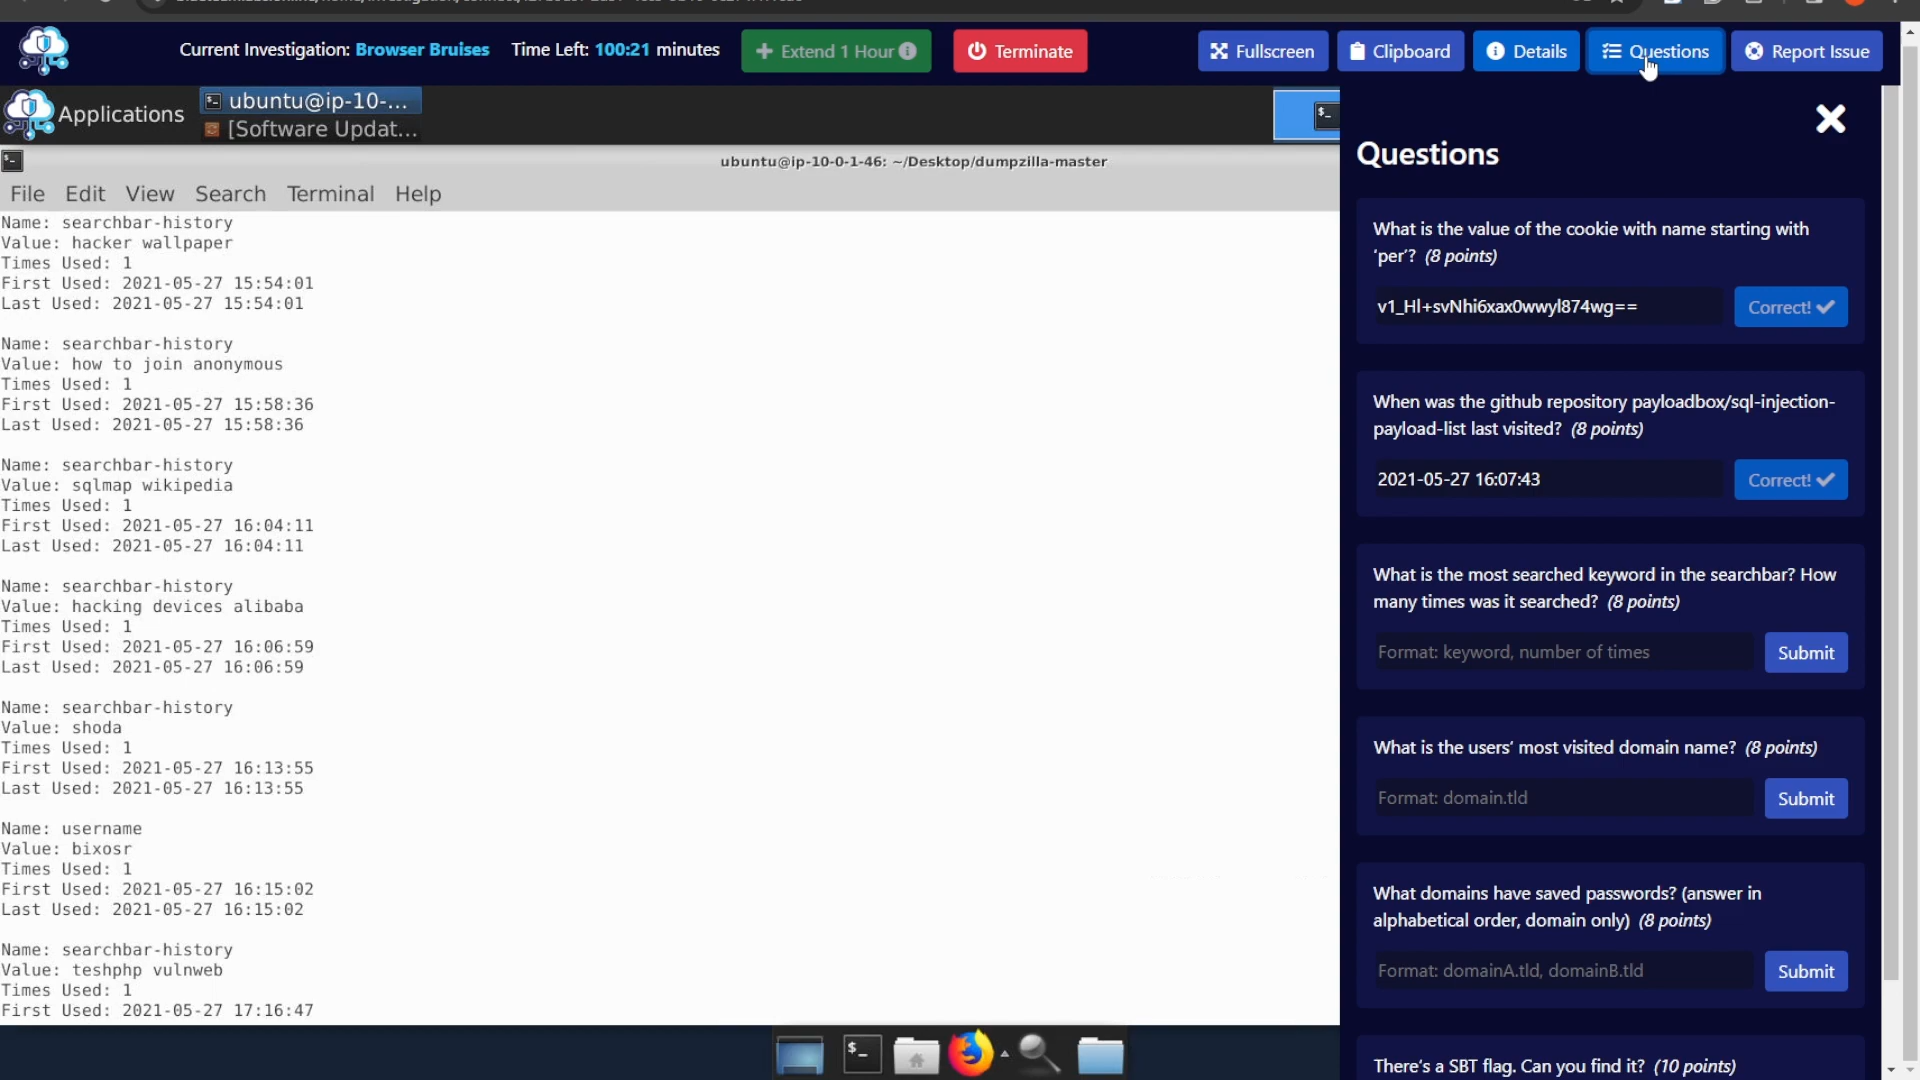 Current Investigation: Browser Bruises Time Left: 100:21 minutes Extend 1 Hour Terminate Fullscreen Clipboard Details Questions Report Issue
Applications ubuntu@ip-10-...
[Software Updat...
ubuntu@ip-10-0-1-46: ~/Desktop/dumpzilla-master
File Edit View Search Terminal Help
Name: searchbar-history
Value: hacker wallpaper
Times Used: 1
First Used: 2021-05-27 15:54:01
Last Used: 2021-05-27 15:54:01
Name: searchbar-history
Value: how to join anonymous
Times Used: 1
First Used: 2021-05-27 15:58:36
Last Used: 2021-05-27 15:58:36
Name: searchbar-history
Value: sqlmap wikipedia
Times Used: 1
First Used: 2021-05-27 16:04:11
Last Used: 2021-05-27 16:04:11
Name: searchbar-history
Value: hacking devices alibaba
Times Used: 1
First Used: 2021-05-27 16:06:59
Last Used: 2021-05-27 16:06:59
Name: searchbar-history
Value: shoda
Times Used: 1
First Used: 2021-05-27 16:13:55
Last Used: 2021-05-27 16:13:55
Name: username
Value: bixosr
Times Used: 1
First Used: 2021-05-27 16:15:02
Last Used: 2021-05-27 16:15:02
Name: searchbar-history
Value: teshphp vulnweb
Times Used: 1
First Used: 2021-05-27 17:16:47
Questions
What is the value of the cookie with name starting with
'per'? (8 points)
v1_Hl+svNhi6xax0wwyl874wg== Correct!
When was the github repository payloadbox/sql-injection-
payload-list last visited? (8 points)
2021-05-27 16:07:43 Correct!
What is the most searched keyword in the searchbar? How
many times was it searched? (8 points)
Format: keyword, number of times Submit
What is the users' most visited domain name? (8 points)
Format: domain.tld Submit
What domains have saved passwords? (answer in
alphabetical order, domain only) (8 points)
Format: domainA.tld, domainB.tld Submit
There's a SBT flag. Can you find it? (10 points)